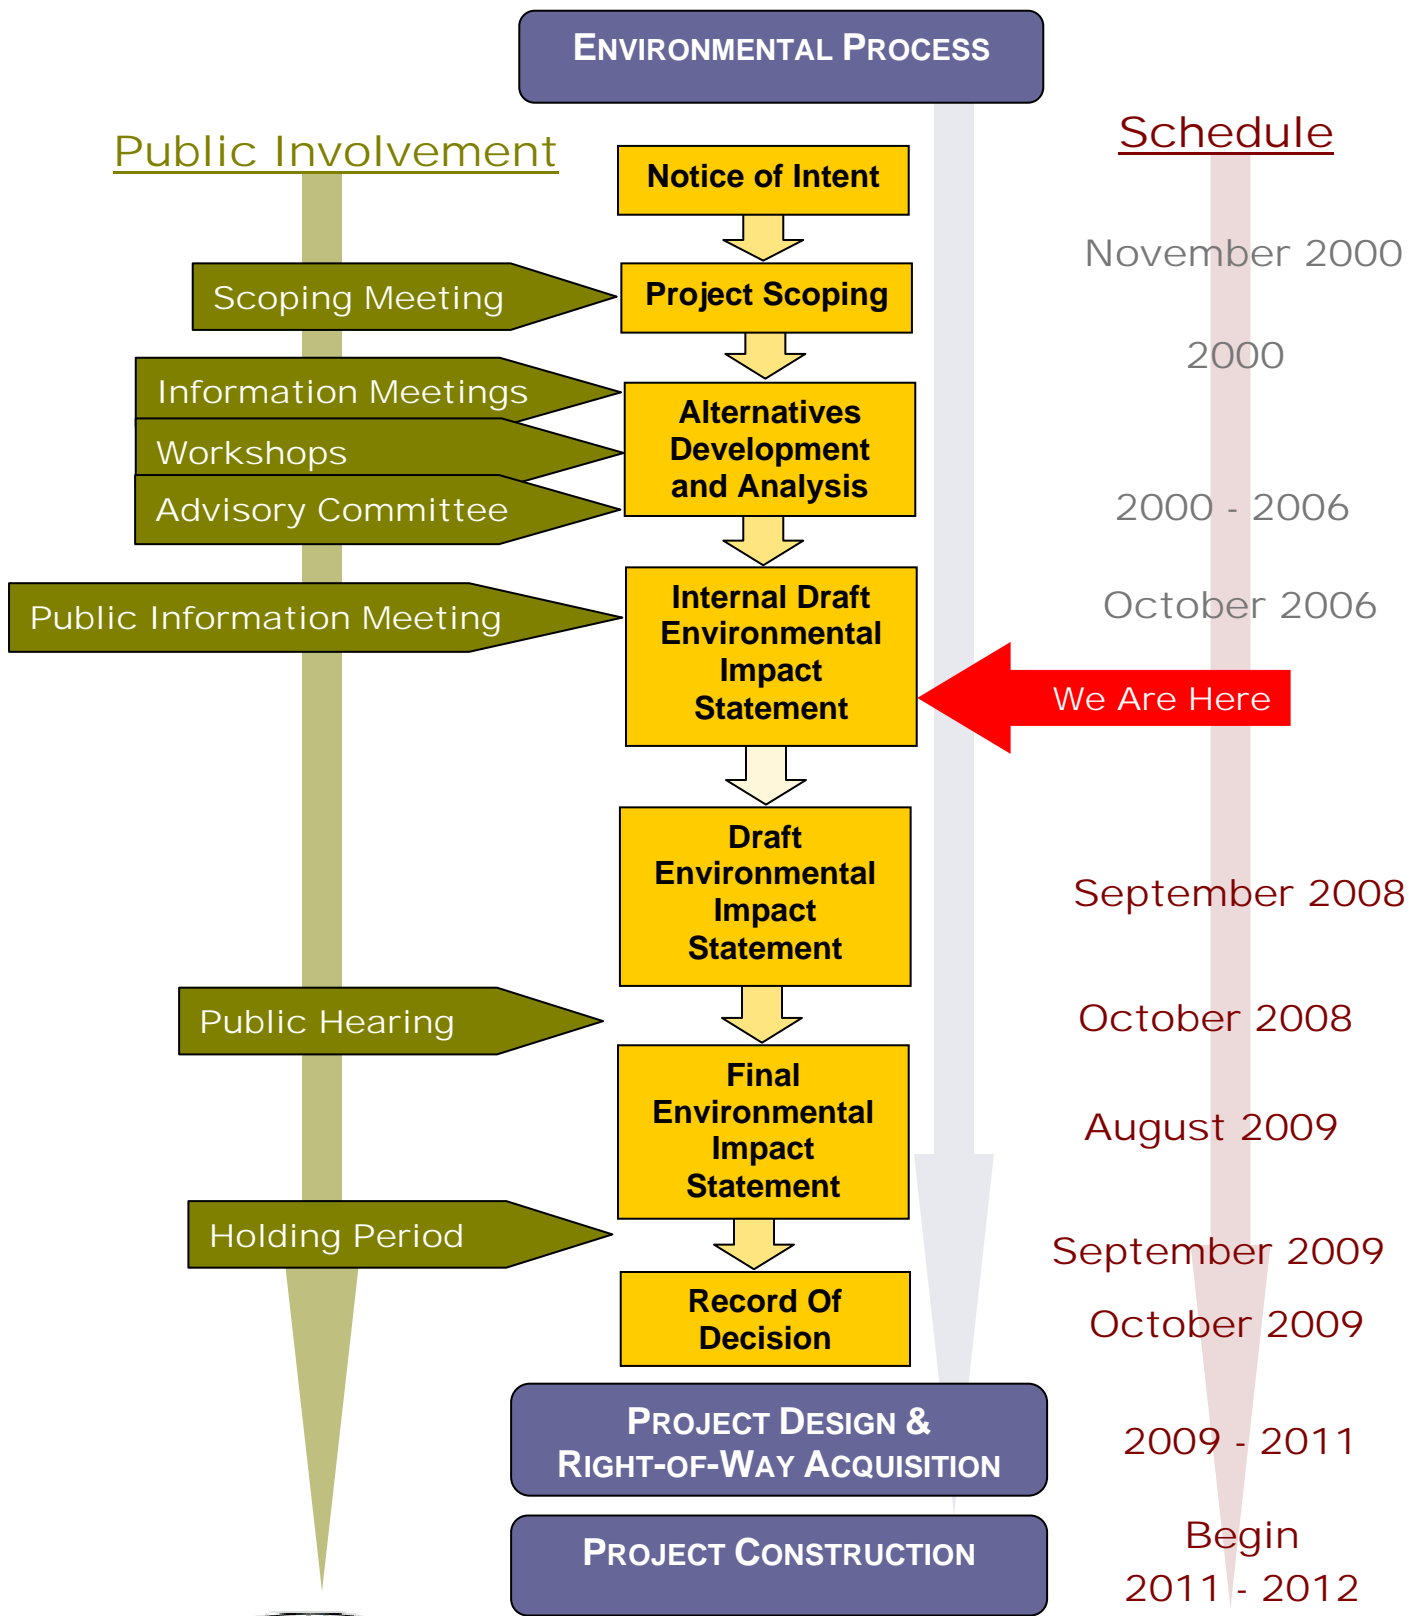 ENVIRONMENTAL PROCESS
Public Involvement
Schedule
Notice of Intent
November 2000
Scoping Meeting
Project Scoping
2000
Information Meetings
Workshops
Advisory Committee
Alternatives
Development
and Analysis
2000 - 2006
Public Information Meeting
Internal Draft
Environmental
Impact
Statement
October 2006
We Are Here
Draft
Environmental
Impact
Statement
September 2008
Public Hearing
October 2008
Final
Environmental
Impact
Statement
August 2009
Holding Period
September 2009
Record Of
Decision
October 2009
PROJECT DESIGN &
RIGHT-OF-WAY ACQUISITION
2009 - 2011
PROJECT CONSTRUCTION
Begin
2011 - 2012